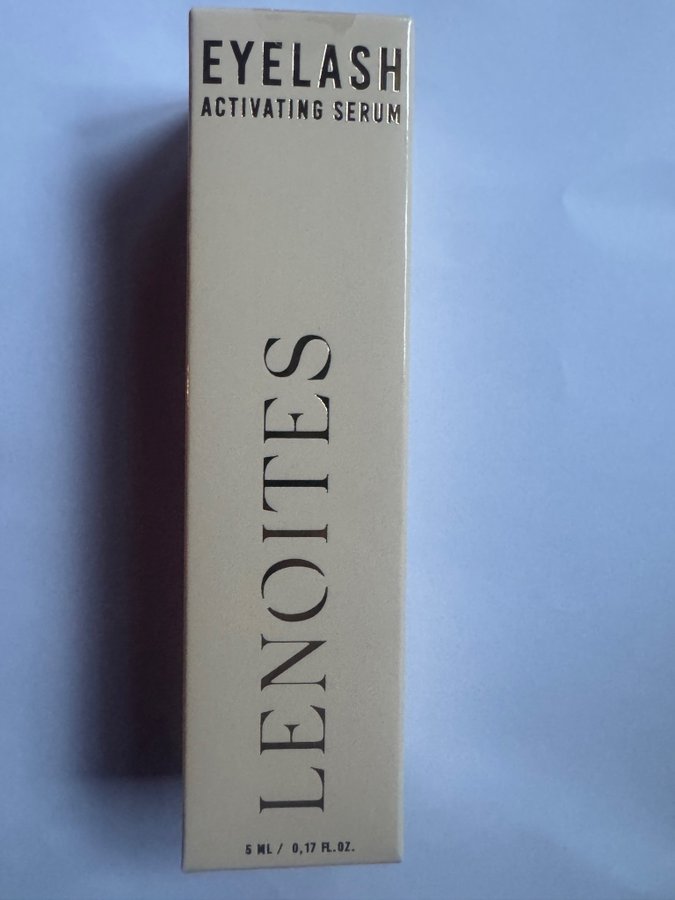 EYELASH
ACTIVATING SERUM
LENOITES
5 ML / 0,17 FL.OZ.